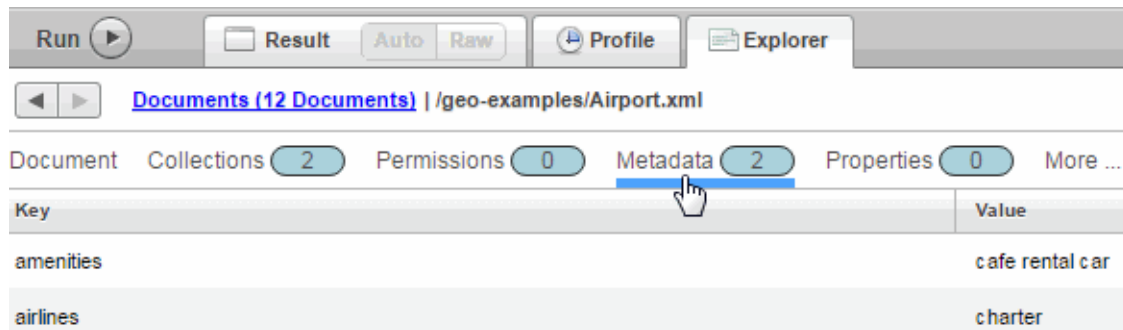 Run Result Auto Raw Profile Explorer
Documents (12 Documents) | /geo-examples/Airport.xml
Document Collections 2 Permissions 0 Metadata 2 Properties 0 More ...
Key Value
amenities cafe rental car
airlines charter